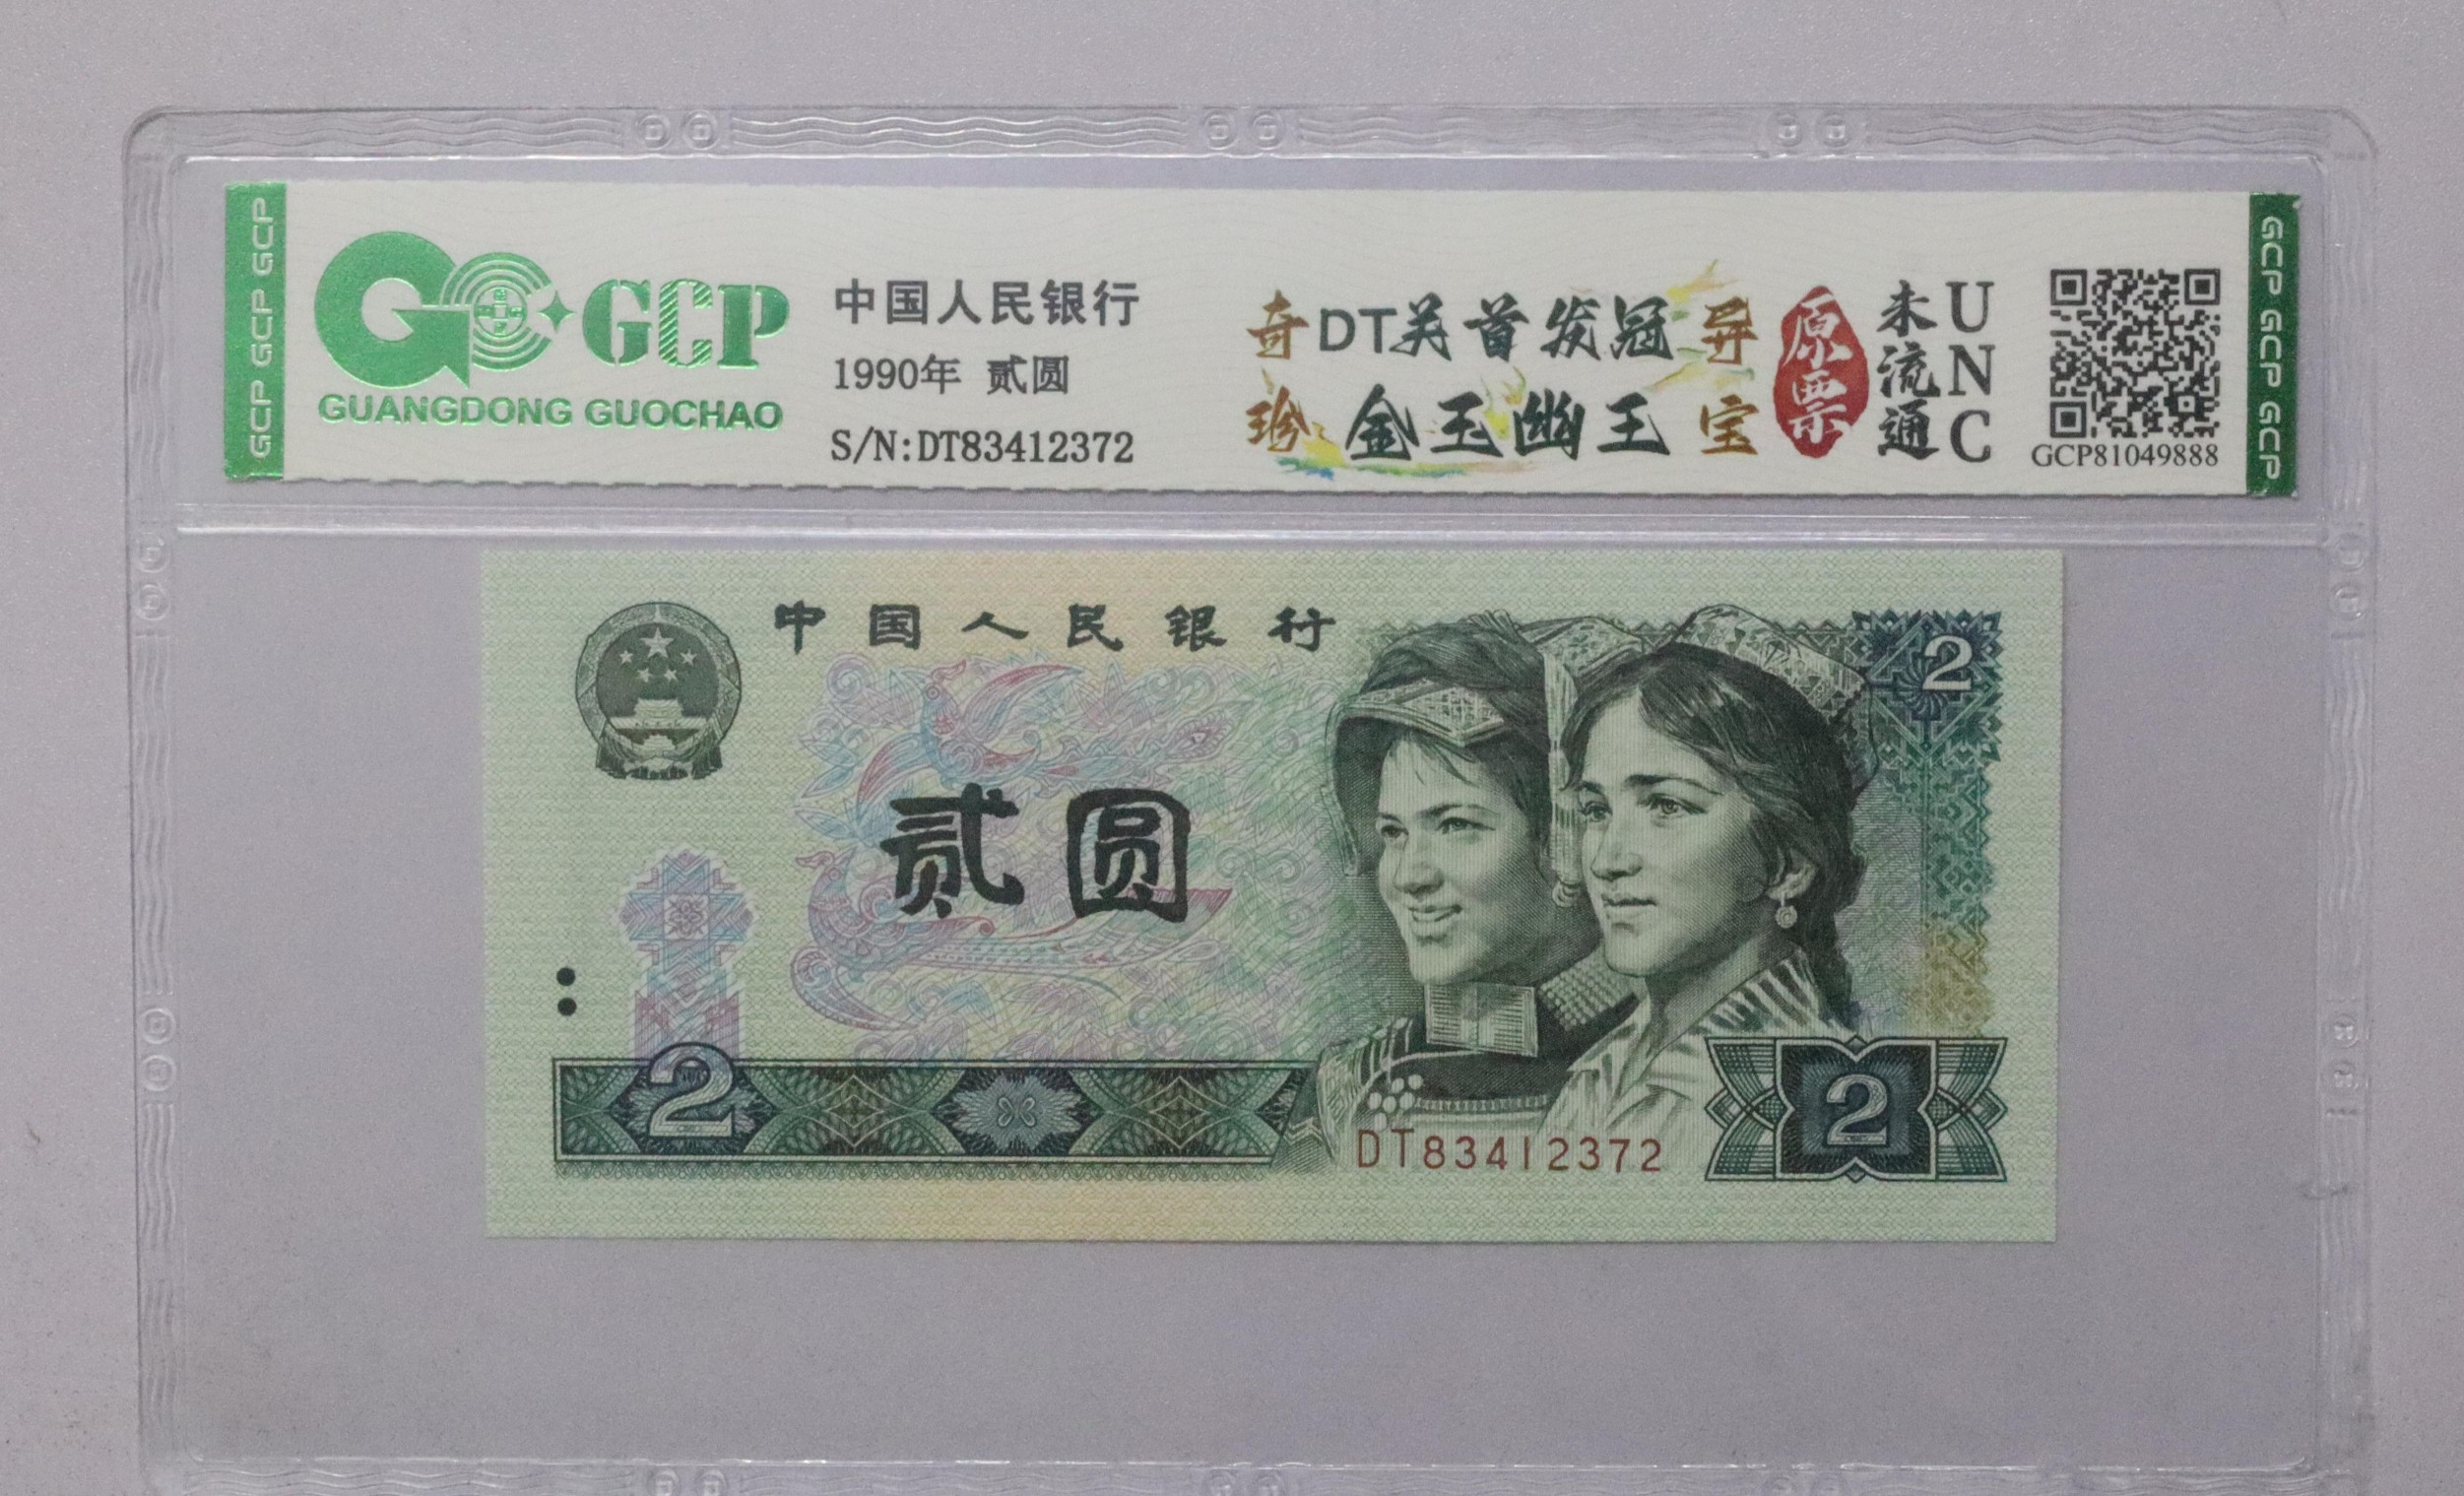 GCP GCP GCP
GCP
GUANGDONG GUOCHAO
中国人民银行
1990年 贰圆
S/N:DT83412372
奇DT关首发冠异
珍金玉幽王宝
原票
未流通
UNC
GCP81049888
GCP GCP GCP
中国人民银行
2
贰圆
2
DT83412372
2